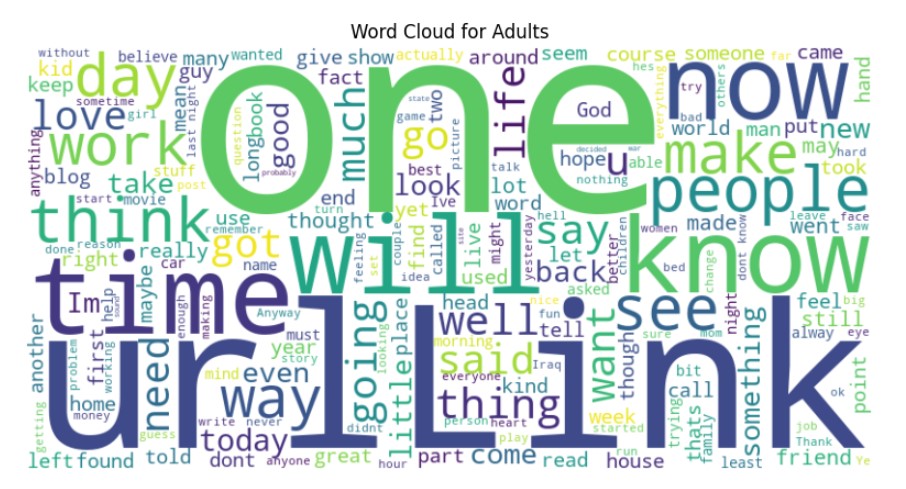 Word Cloud for Adults
without believe many wanted give show actually around seem course someone far came
kid day guy fact one hes now hand
keep sometime mean much two life God try others
love girl last night question longbook good state game go picture everything bad world man put new
work probably hope u able make may hard
anything blog stuff take post best talk decided war nothing took
start movie look lot people
think end turn yet Ive word hell women made went leave face saw
use remember thought say know
done reason really got will let children dont know
right car name feeling set couple find called live site might yesterday back better bed change
time idea used asked
Im help sound maybe enough making Anyway head nice see night feel big
urlLink well fun tell sure mom still
another problem first working need must going looking little place morning want though something alway eye
year story said Iraq bit point
mind even everyone kind call ok
home money way thing
write never didnt person heart week started trying thats family job
getting guess today play run Thank
left found told dont anyone great hour part come read house least friend Ye